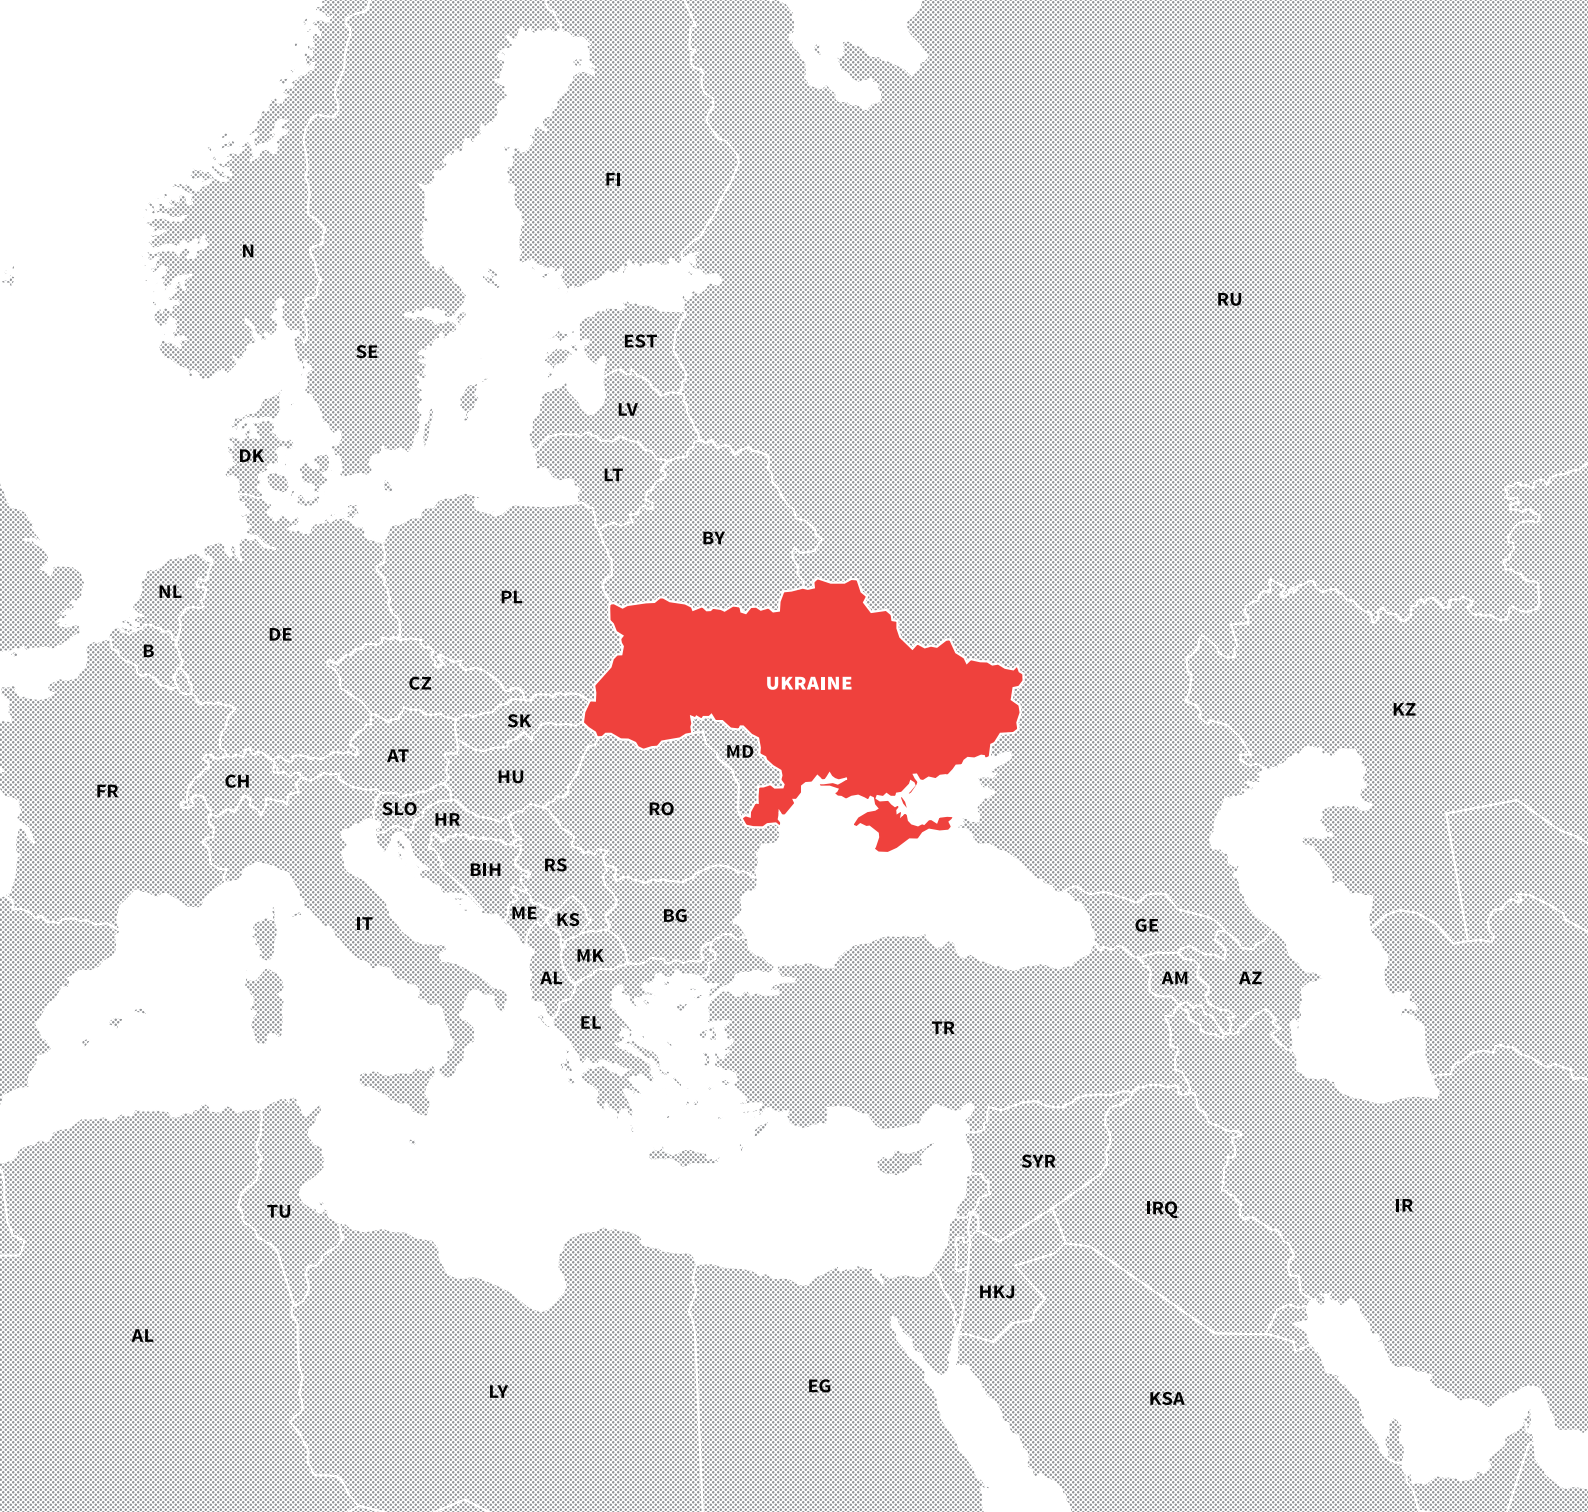 FI
N
RU
EST
SE
LV
DK
LT
BY
NL
PL
DE
B
CZ
UKRAINE
KZ
SK
MD
AT
HU
CH
FR
SLO
RO
HR
RS
BIH
ME
KS
BG
IT
GE
MK
AL
AM
AZ
EL
TR
SYR
IRQ
IR
TU
HKJ
AL
EG
LY
KSA